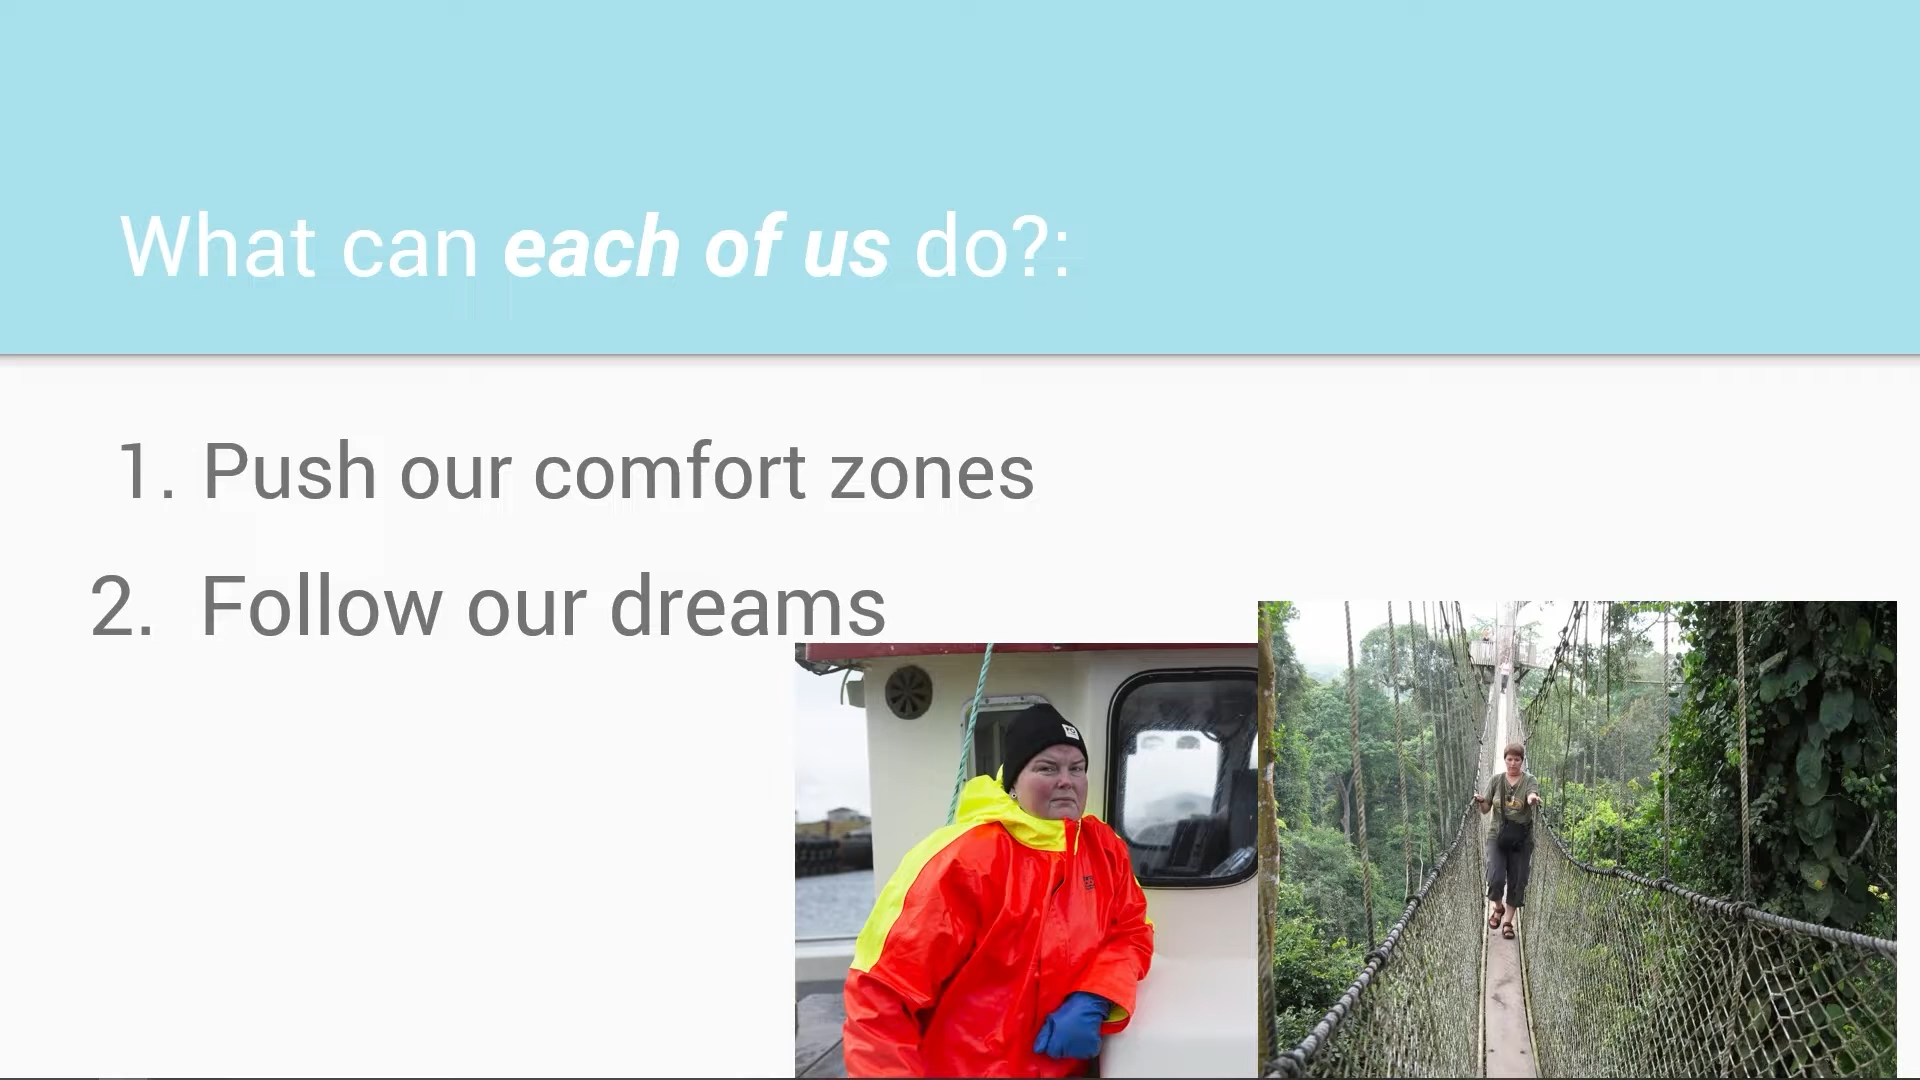 What can each of us do?:
1. Push our comfort zones
2. Follow our dreams